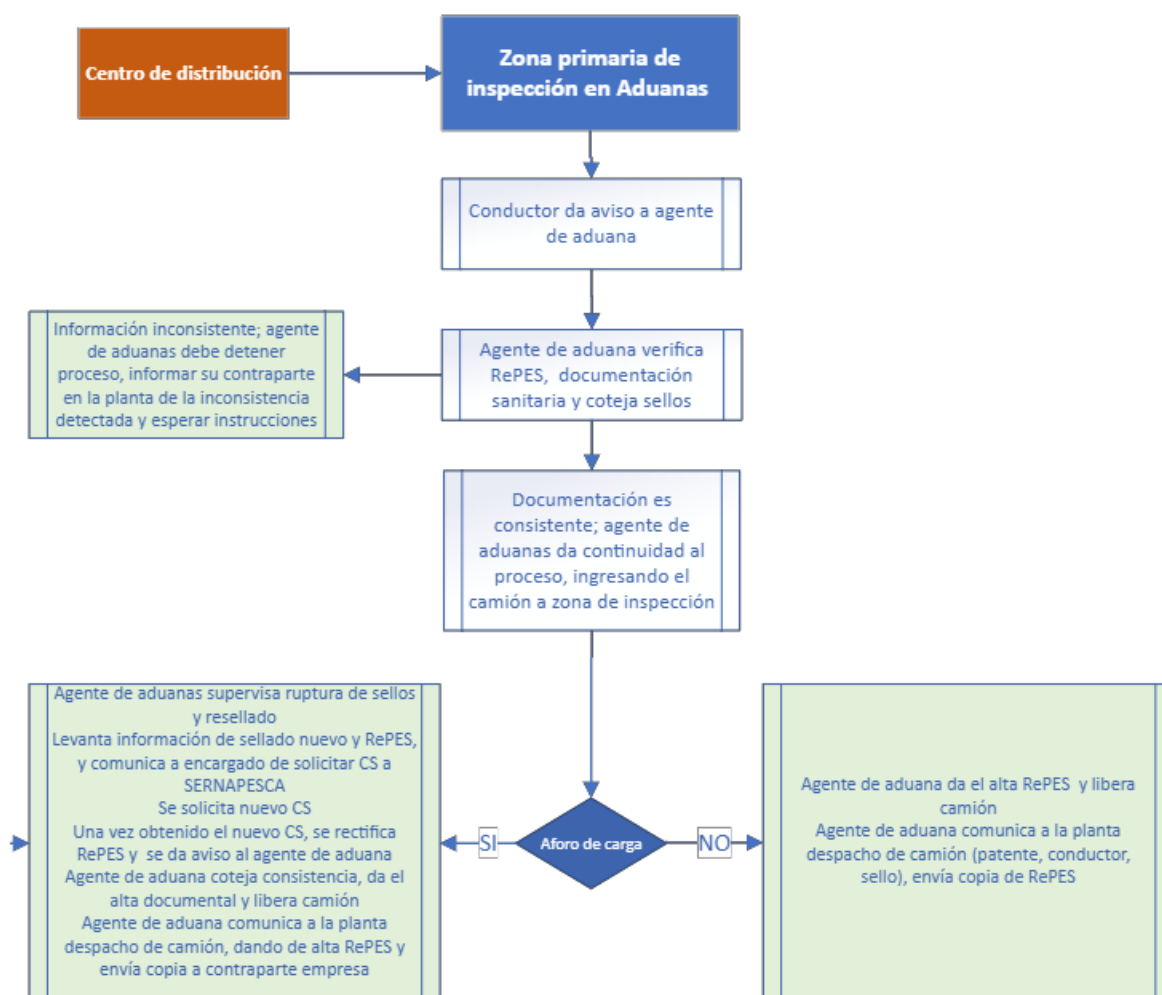 Centro de distribución
Zona primaria de
inspección en Aduanas
Conductor da aviso a agente
de aduana
Información inconsistente; agente
de aduanas debe detener
proceso, informar su contraparte
en la planta de la inconsistencia
detectada y esperar instrucciones
Agente de aduana verifica
RePES, documentación
sanitaria y coteja sellos
Documentación es
consistente; agente de
aduanas da continuidad al
proceso, ingresando el
camión a zona de inspección
Agente de aduanas supervisa ruptura de sellos
y resellado
Levanta información de sellado nuevo y RePES,
y comunica a encargado de solicitar CS a
SERNAPESCA
Se solicita nuevo CS
Una vez obtenido el nuevo CS, se rectifica
RePES y se da aviso al agente de aduana
Agente de aduana coteja consistencia, da el
alta documental y libera camión
Agente de aduana comunica a la planta
despacho de camión, dando de alta RePES y
envía copia a contraparte empresa
SI
Aforo de carga
NO
Agente de aduana da el alta RePES y libera
camión
Agente de aduana comunica a la planta
despacho de camión (patente, conductor,
sello), envía copia de RePES